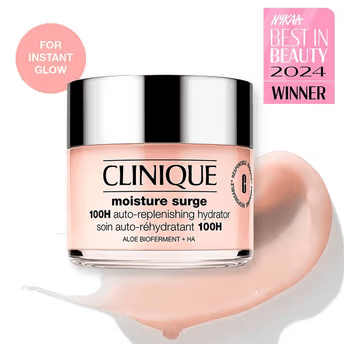 FOR
INSTANT
GLOW
NYKAA
BEST IN
BEAUTY
2024
WINNER
CLINIQUE
moisture surge
100H auto-replenishing hydrator
soin auto-réhydratant 100H
ALOE BIOFERMENT + HA
C